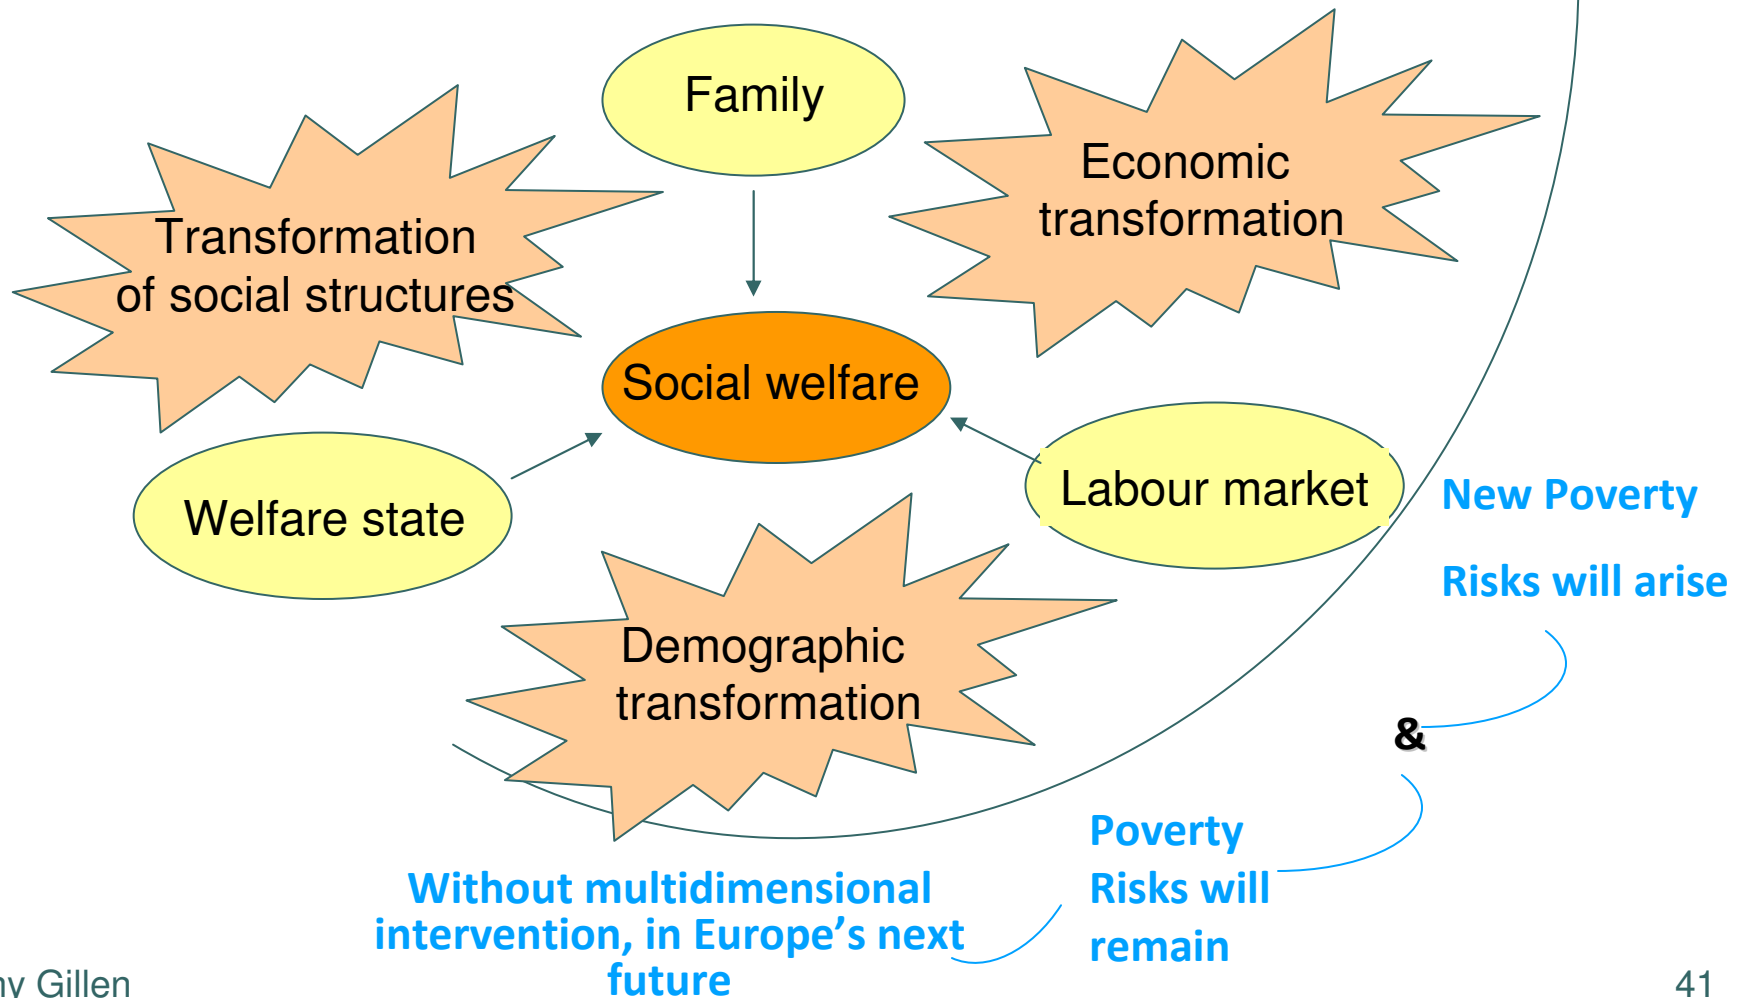 Family
Economic
transformation
Transformation
of social structures
Social welfare
Welfare state
Labour market
New Poverty
Risks will arise
Demographic
transformation
&
Poverty
Risks will
remain
Without multidimensional
intervention, in Europe’s next
future
Gillen
41